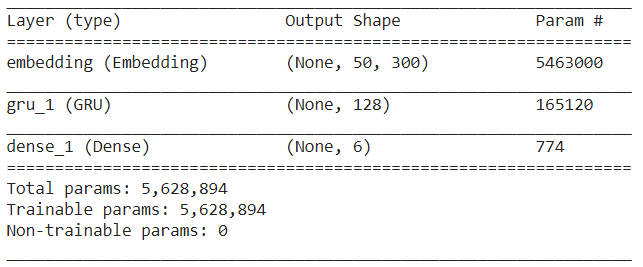 Layer (type) Output Shape Param #
=================================================================
embedding (Embedding) (None, 50, 300) 5463000
_________________________________________________________________
gru_1 (GRU) (None, 128) 165120
_________________________________________________________________
dense_1 (Dense) (None, 6) 774
=================================================================
Total params: 5,628,894
Trainable params: 5,628,894
Non-trainable params: 0
_________________________________________________________________